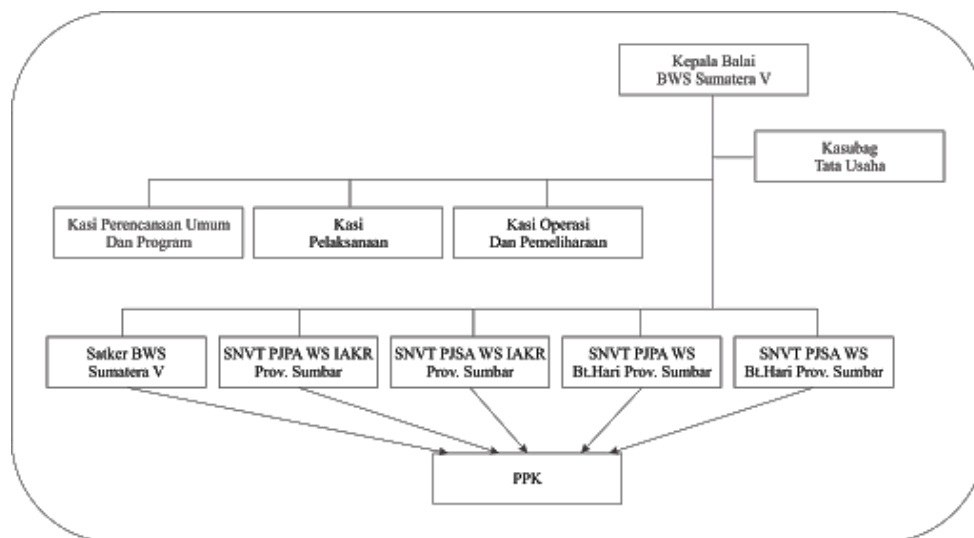 Kepala Balai
BWS Sumatera V
Kasubag
Tata Usaha
Kasi Perencanaan Umum
Dan Program
Kasi
Pelaksanaan
Kasi Operasi
Dan Pemeliharaan
Satker BWS
Sumatera V
SNVT PJPA WS IAKR
Prov. Sumbar
SNVT PJSA WS IAKR
Prov. Sumbar
SNVT PJPA WS
Bt.Hari Prov. Sumbar
SNVT PJSA WS
Bt.Hari Prov. Sumbar
PPK